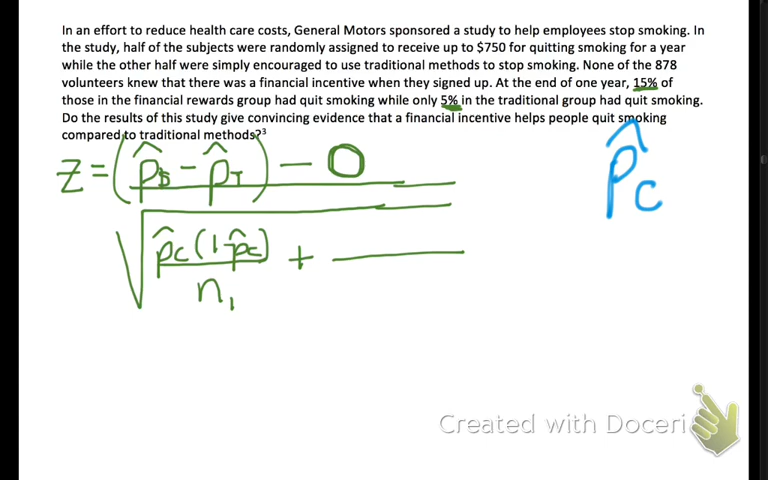 In an effort to reduce health care costs, General Motors sponsored a study to help employees stop smoking. In
the study, half of the subjects were randomly assigned to receive up to $750 for quitting smoking for a year
while the other half were simply encouraged to use traditional methods to stop smoking. None of the 878
volunteers knew that there was a financial incentive when they signed up. At the end of one year, 15% of
those in the financial rewards group had quit smoking while only 5% in the traditional group had quit smoking.
Do the results of this study give convincing evidence that a financial incentive helps people quit smoking
compared to traditional methods?³
z = (p̂$ − p̂T) − 0
p̂c
√ p̂c(1-p̂c) + 
n₁
Created with Doceri